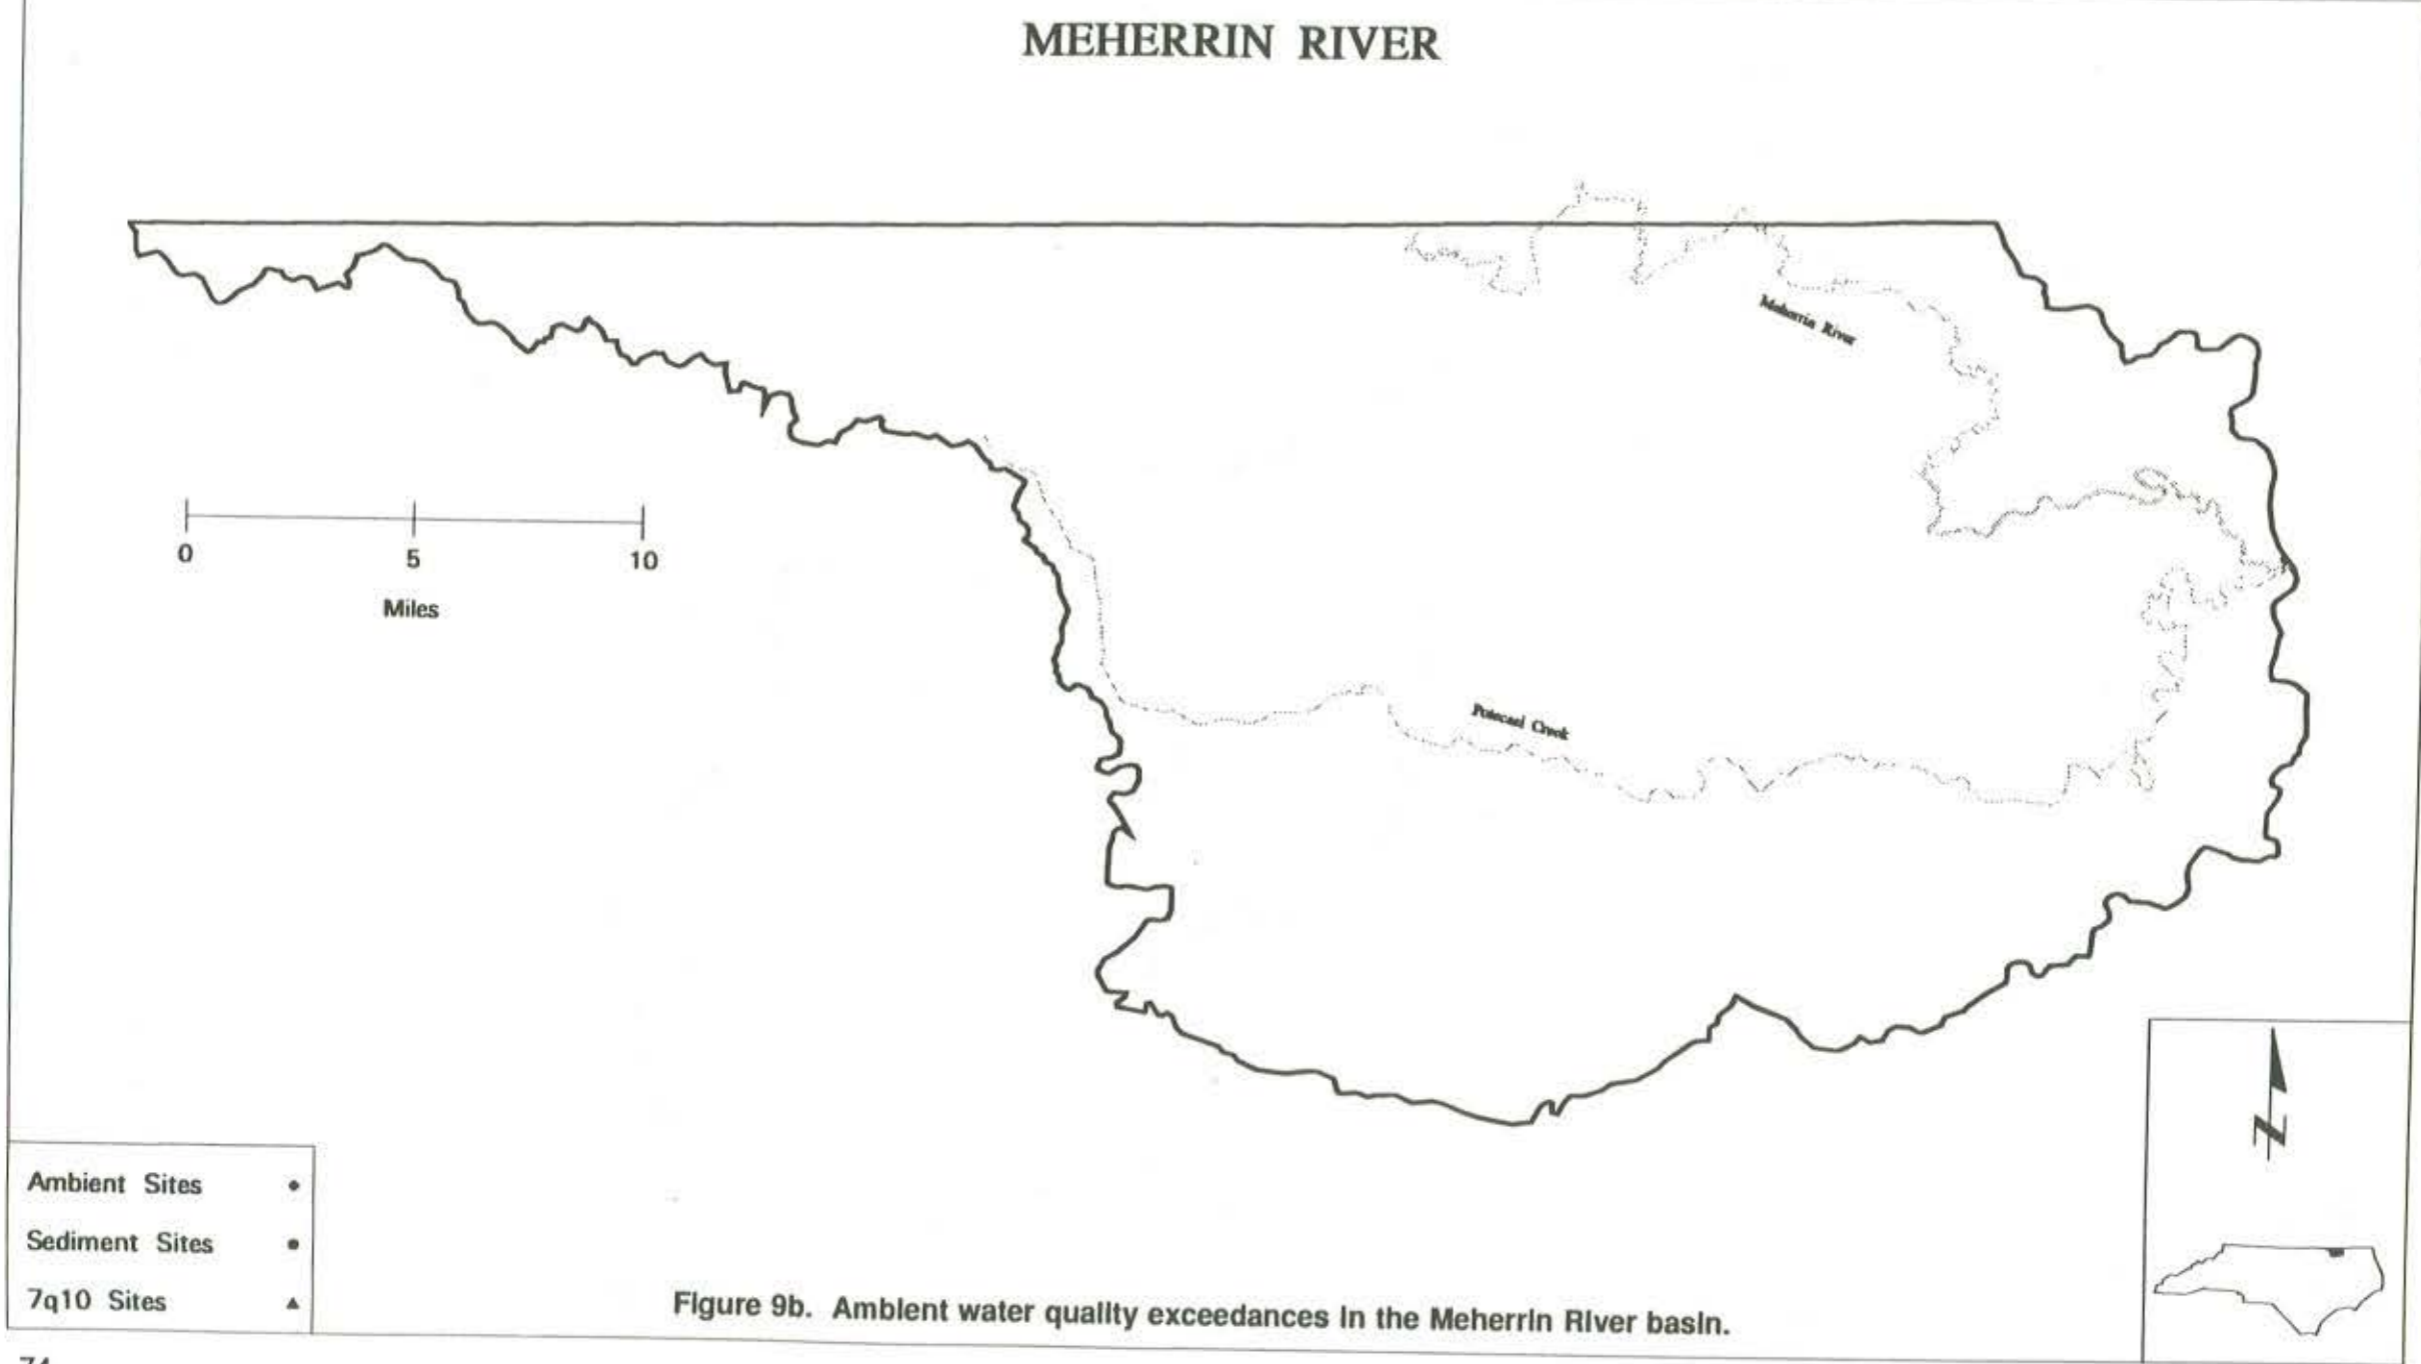 MEHERRIN RIVER
Meherrin River
0 5 10
Miles
Potecasi Creek
N
Ambient Sites
Sediment Sites
7q10 Sites
Figure 9b. Ambient water quality exceedances in the Meherrin River basin.